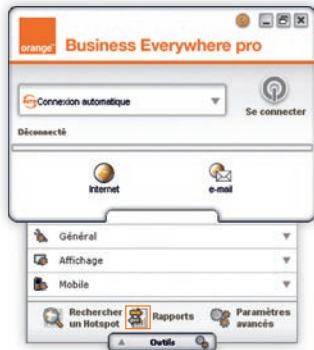 orange™
Business Everywhere pro
Connexion automatique
Se connecter
Déconnecté
Internet
e-mail
Général
Affichage
Mobile
Rechercher un Hotspot
Rapports
Paramètres avancés
Outils